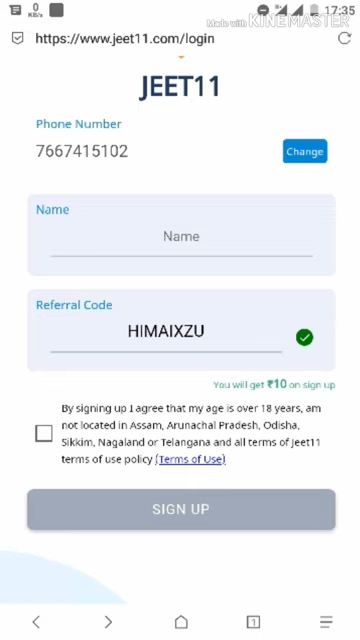 0
KB/s
17:35
Made with KINEMASTER
https://www.jeet11.com/login
JEET11
Phone Number
7667415102
Change
Name
Name
Referral Code
HIMAIXZU
You will get ₹10 on sign up
By signing up I agree that my age is over 18 years, am
not located in Assam, Arunachal Pradesh, Odisha,
Sikkim, Nagaland or Telangana and all terms of Jeet11
terms of use policy (Terms of Use)
SIGN UP
1